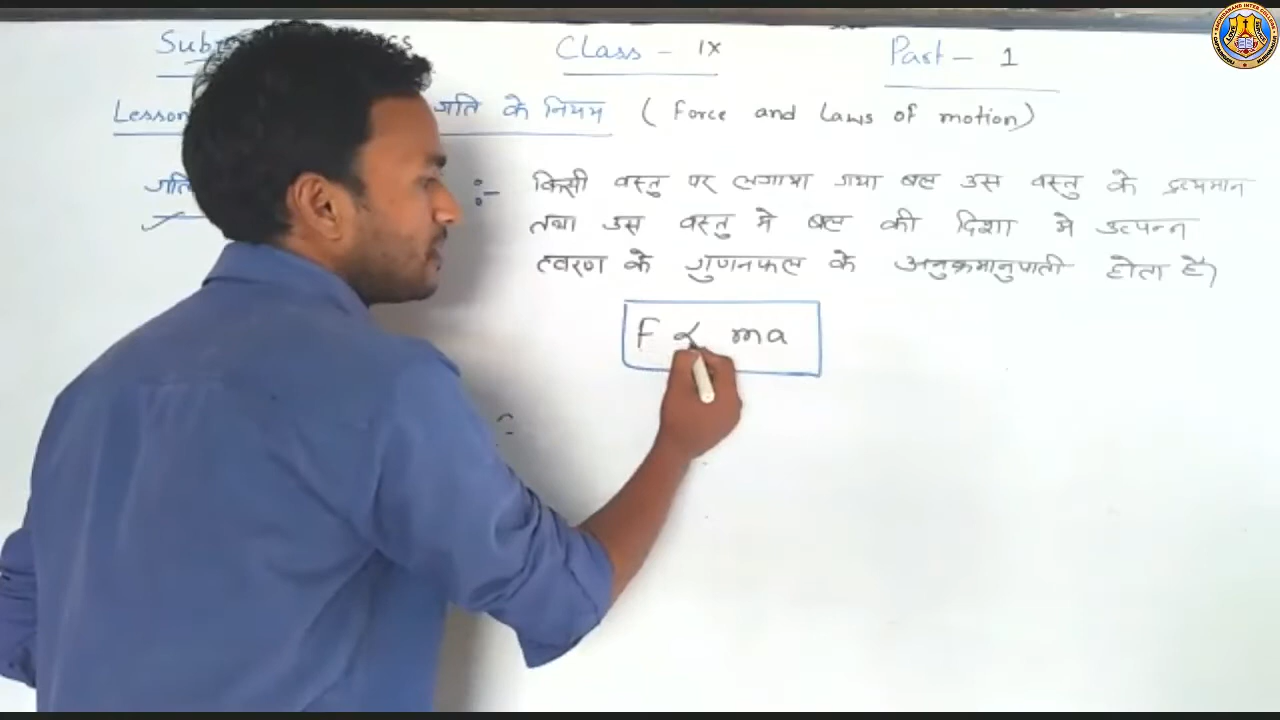 Class - IX
Part - 1
Lesson गति के नियम ( Force and Laws of motion)
गति :- किसी वस्तु पर लगाया गया बल उस वस्तु के द्रव्यमान
तथा उस वस्तु मे बल की दिशा मे उत्पन्न
त्वरण के गुणनफल के अनुक्रमानुपाती होता है।
F ∝ ma